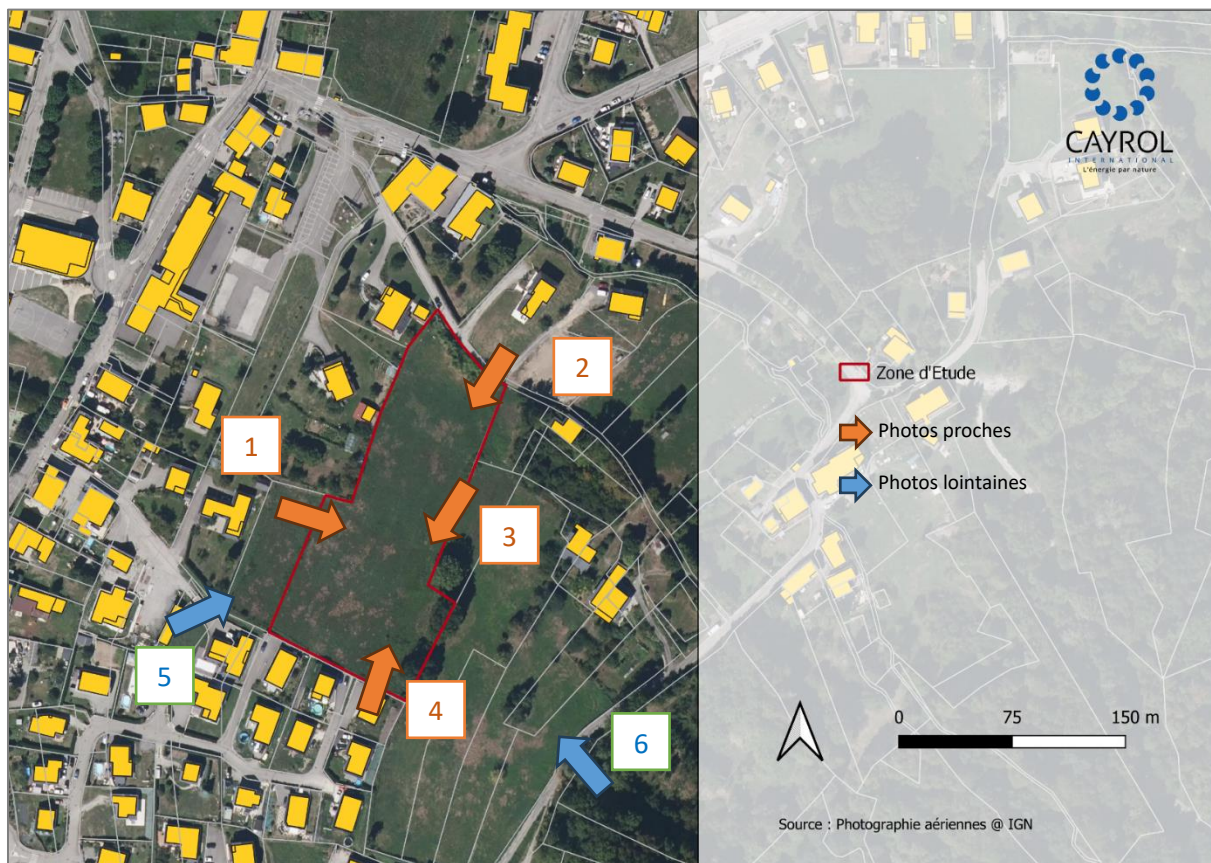 CAYROL
INTERNATIONAL
L'énergie par nature
2
Zone d'Etude
1
Photos proches
Photos lointaines
3
5
4
6
0 75 150 m
Source : Photographie aériennes @ IGN